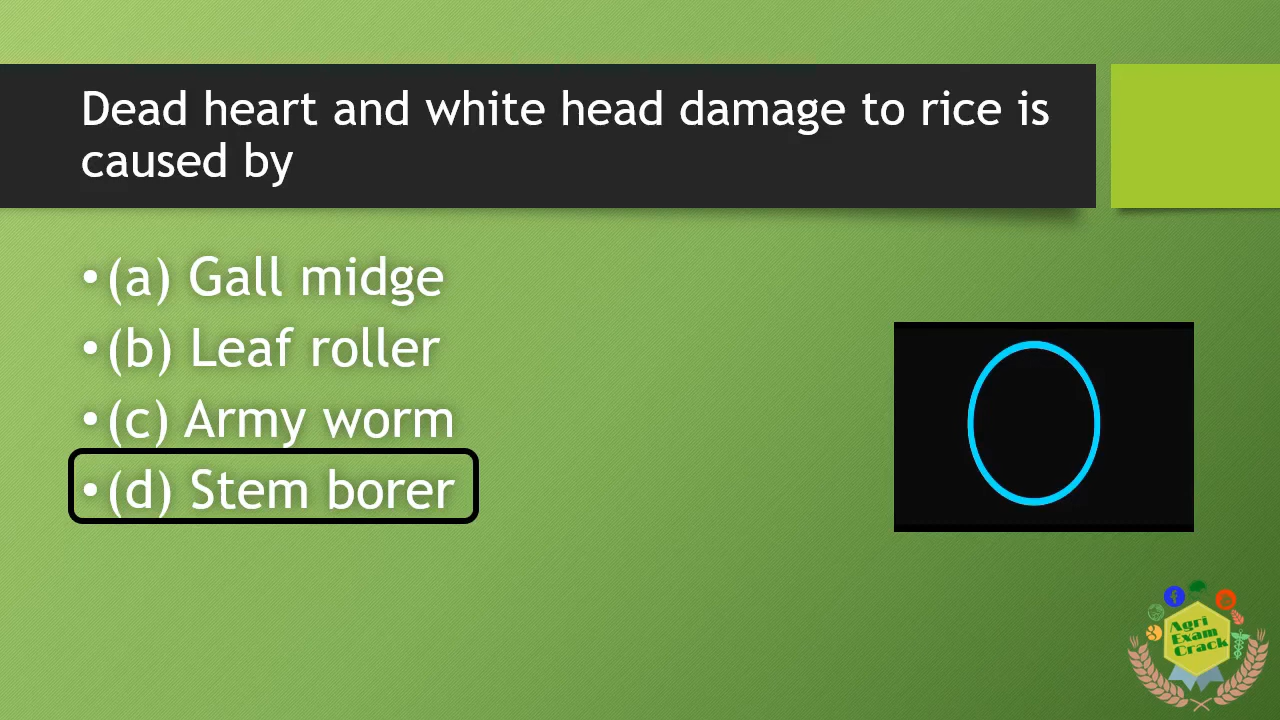 Dead heart and white head damage to rice is
caused by
•(a) Gall midge
•(b) Leaf roller
•(c) Army worm
•(d) Stem borer
Agri
Exam
Crack